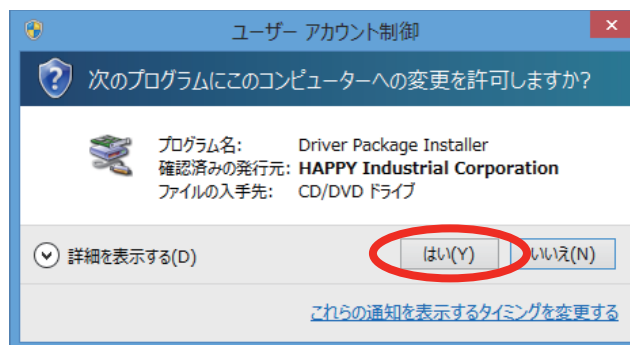 ユーザー アカウント制御
次のプログラムにこのコンピューターへの変更を許可しますか?
プログラム名: Driver Package Installer
確認済みの発行元: HAPPY Industrial Corporation
ファイルの入手先: CD/DVD ドライブ
詳細を表示する(D) はい(Y) いいえ(N)
これらの通知を表示するタイミングを変更する